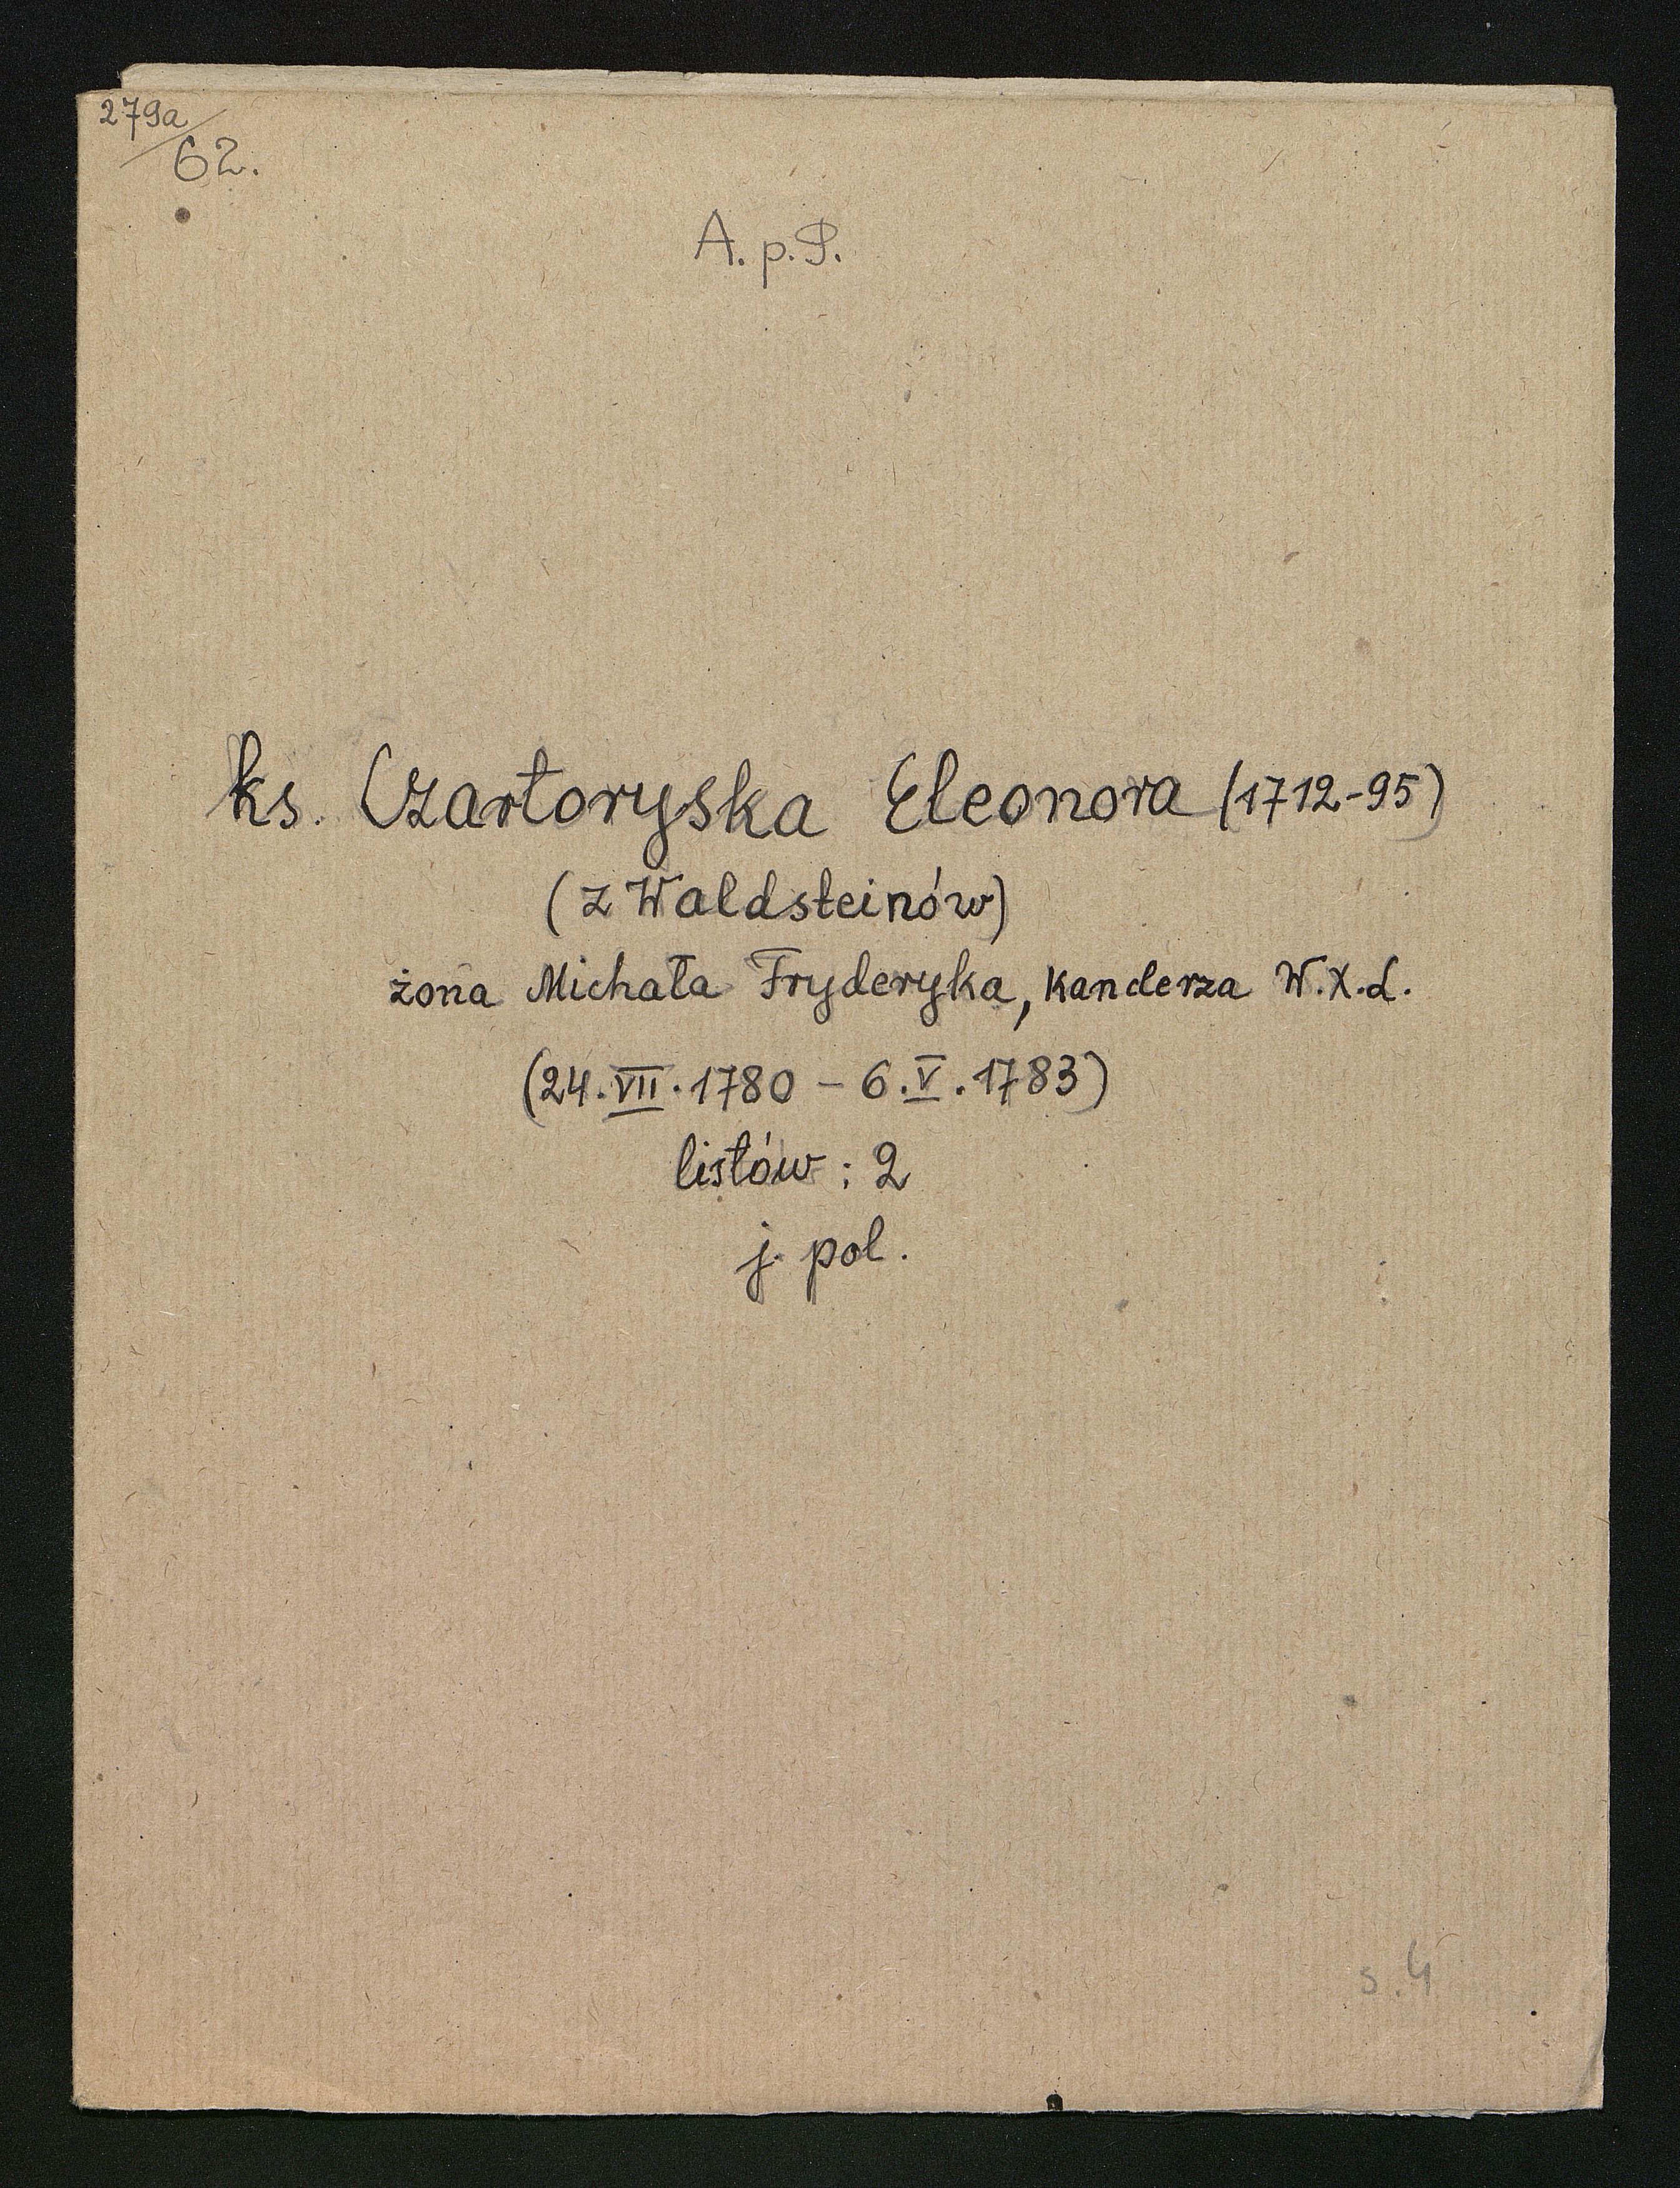 279a/62.
A. p. P.
ks. Czartoryska Eleonora (1712-95)
(z Waldsteinów)
żona Michała Fryderyka, kanclerza W.X.L.
(24.VII.1780 - 6.V.1783)
listów: 2
j. pol.
s. 4